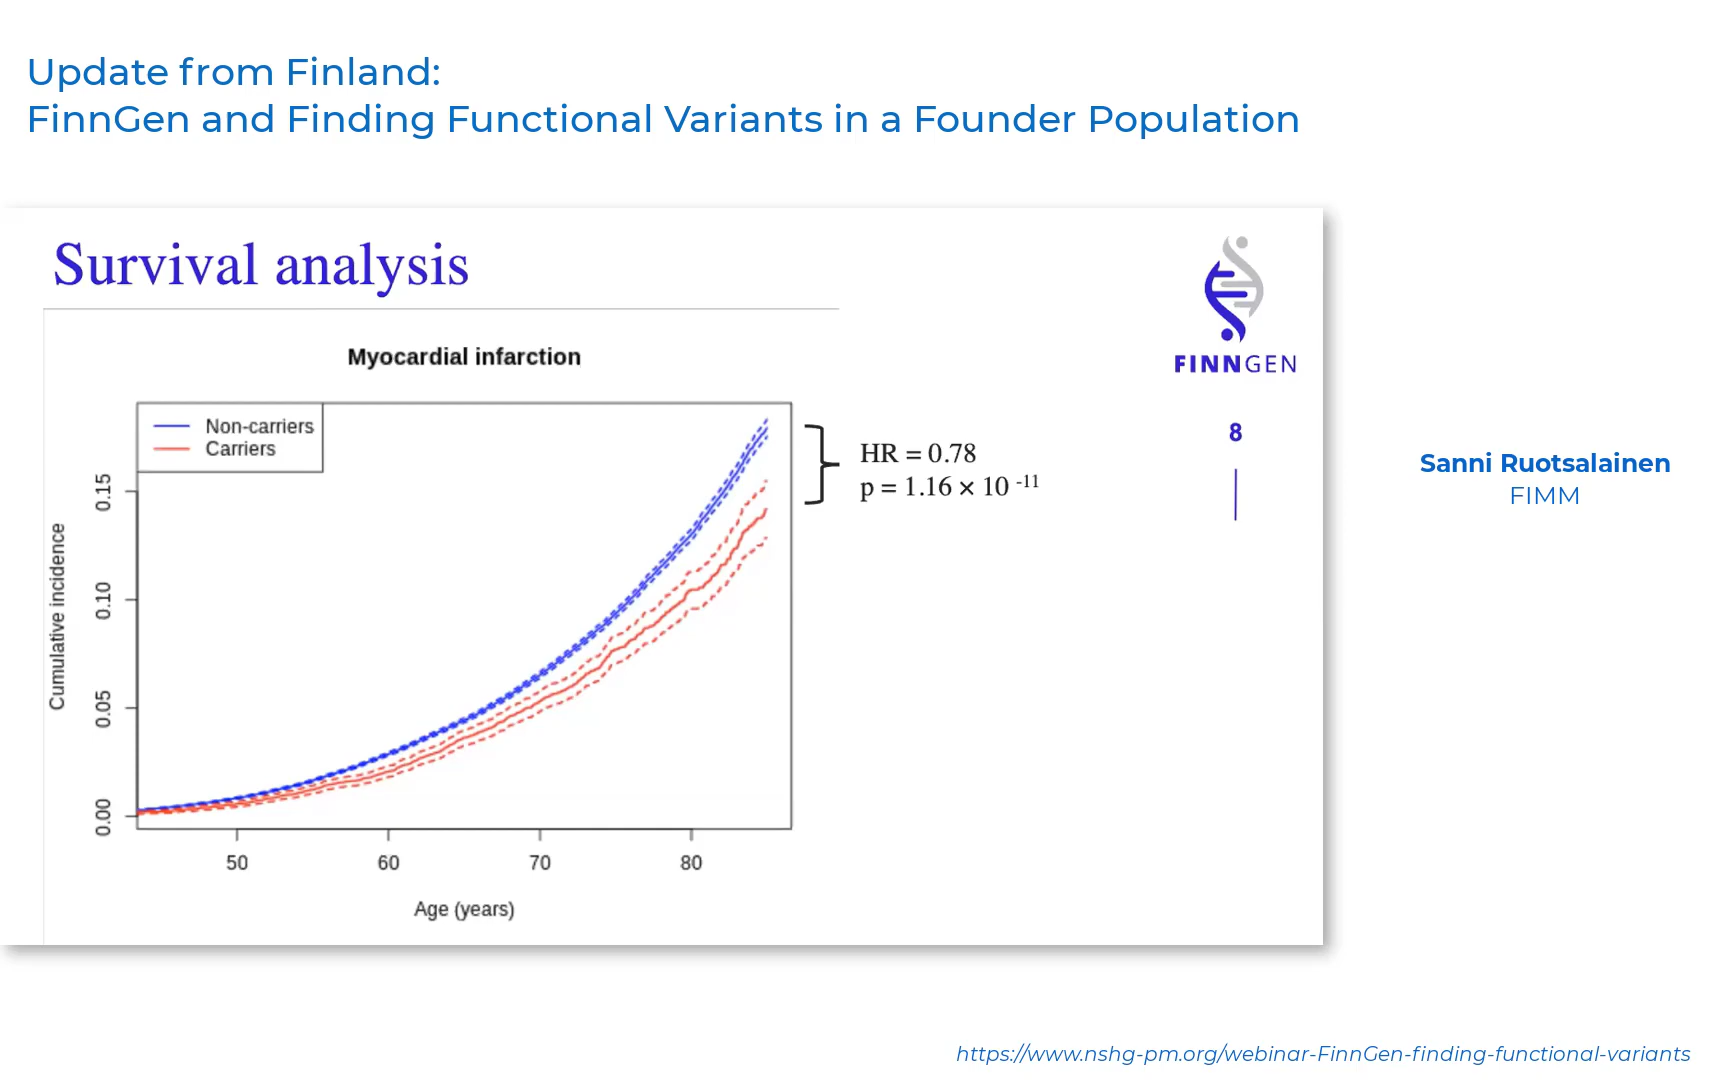 Update from Finland:
FinnGen and Finding Functional Variants in a Founder Population
Survival analysis
FINNGEN
8
Myocardial infarction
Non-carriers
Carriers
HR = 0.78
p = 1.16 × 10 -11
Cumulative incidence
0.15
0.10
0.05
0.00
50 60 70 80
Age (years)
Sanni Ruotsalainen
FIMM
https://www.nshg-pm.org/webinar-FinnGen-finding-functional-variants